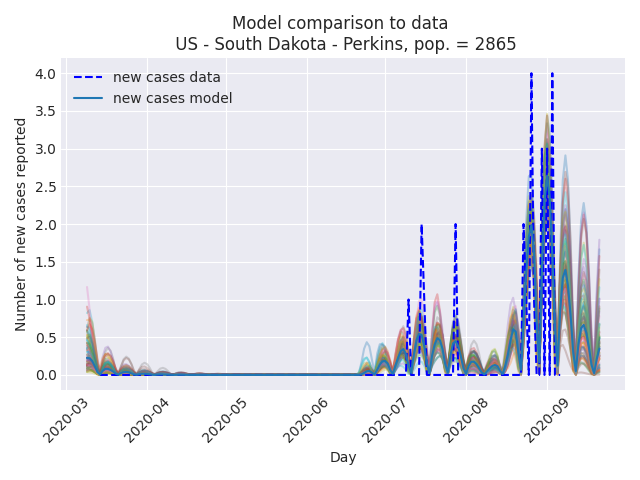 Model comparison to data
US - South Dakota - Perkins, pop. = 2865
new cases data
new cases model
Number of new cases reported
4.0
3.5
3.0
2.5
2.0
1.5
1.0
0.5
0.0
2020-03
2020-04
2020-05
2020-06
2020-07
2020-08
2020-09
Day